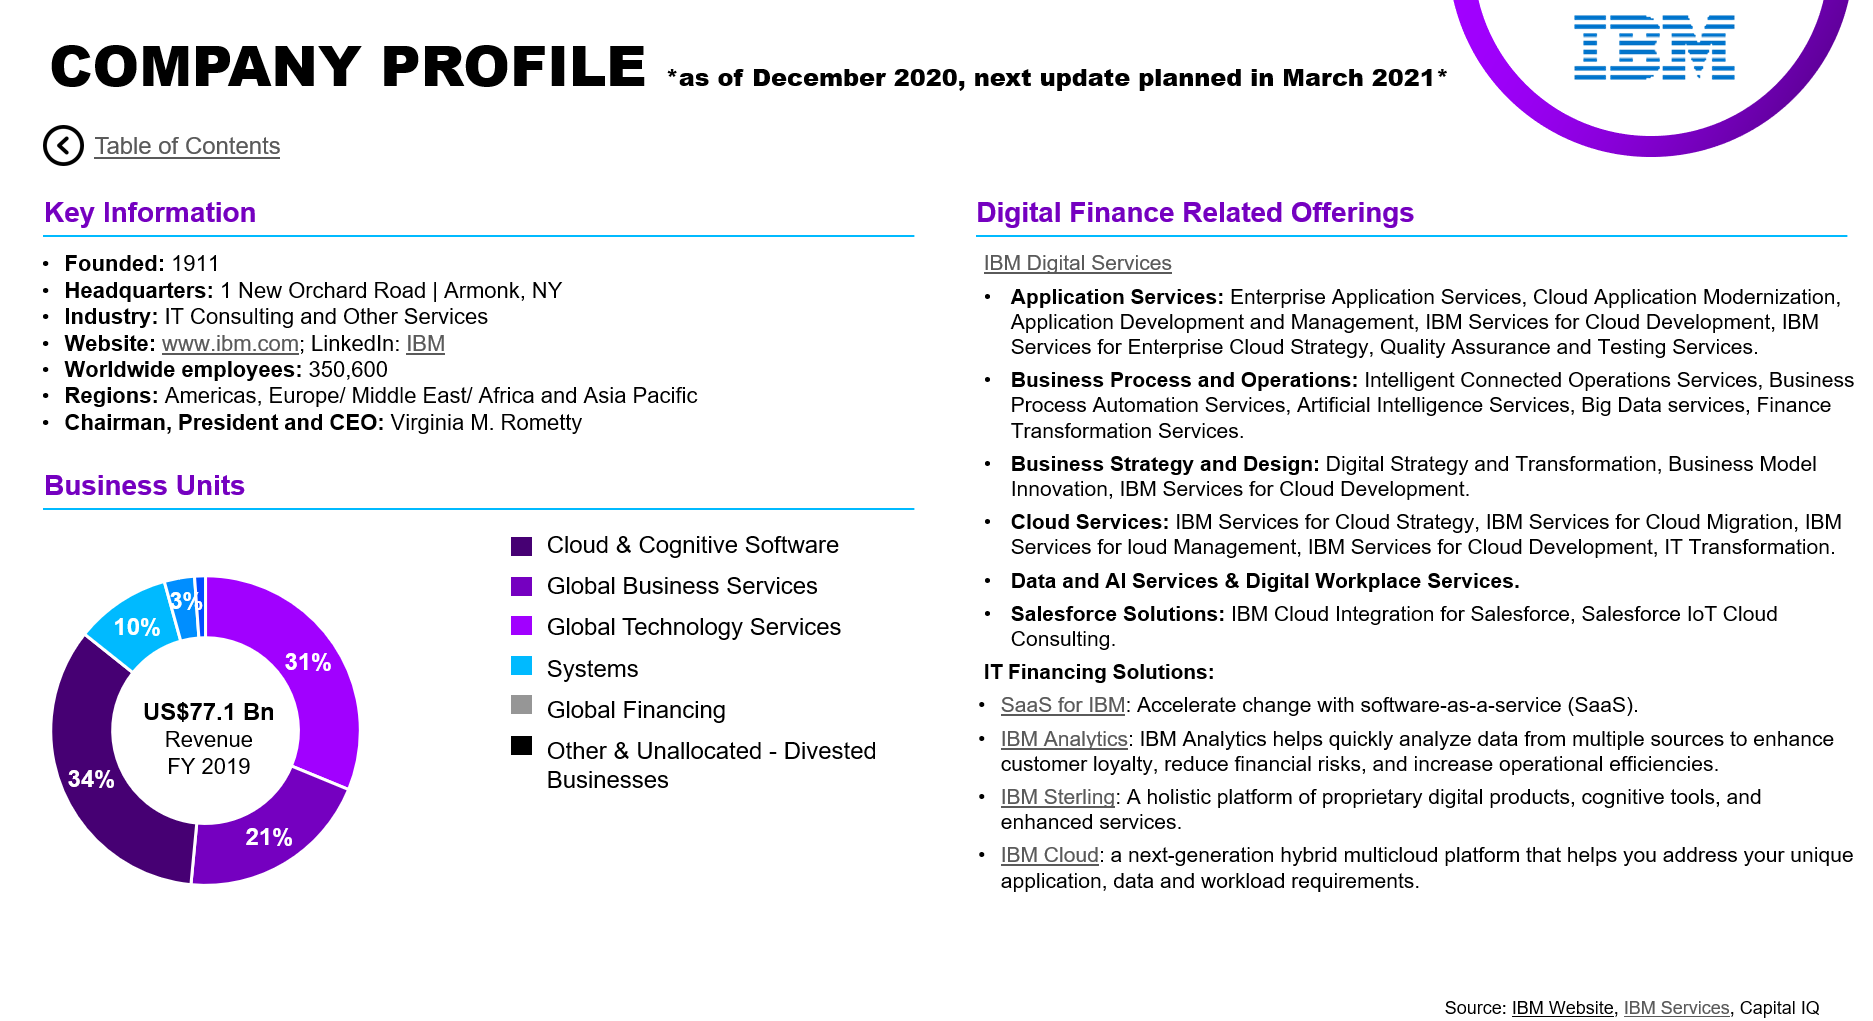 IBM
COMPANY PROFILE *as of December 2020, next update planned in March 2021*
Table of Contents
Key Information
• Founded: 1911
• Headquarters: 1 New Orchard Road | Armonk, NY
• Industry: IT Consulting and Other Services
• Website: www.ibm.com; LinkedIn: IBM
• Worldwide employees: 350,600
• Regions: Americas, Europe/ Middle East/ Africa and Asia Pacific
• Chairman, President and CEO: Virginia M. Rometty
Business Units
3%
10%
31%
34%
21%
US$77.1 Bn
Revenue
FY 2019
Cloud & Cognitive Software
Global Business Services
Global Technology Services
Systems
Global Financing
Other & Unallocated - Divested
Businesses
Digital Finance Related Offerings
IBM Digital Services
• Application Services: Enterprise Application Services, Cloud Application Modernization,
Application Development and Management, IBM Services for Cloud Development, IBM
Services for Enterprise Cloud Strategy, Quality Assurance and Testing Services.
• Business Process and Operations: Intelligent Connected Operations Services, Business
Process Automation Services, Artificial Intelligence Services, Big Data services, Finance
Transformation Services.
• Business Strategy and Design: Digital Strategy and Transformation, Business Model
Innovation, IBM Services for Cloud Development.
• Cloud Services: IBM Services for Cloud Strategy, IBM Services for Cloud Migration, IBM
Services for loud Management, IBM Services for Cloud Development, IT Transformation.
• Data and AI Services & Digital Workplace Services.
• Salesforce Solutions: IBM Cloud Integration for Salesforce, Salesforce IoT Cloud
Consulting.
IT Financing Solutions:
• SaaS for IBM: Accelerate change with software-as-a-service (SaaS).
• IBM Analytics: IBM Analytics helps quickly analyze data from multiple sources to enhance
customer loyalty, reduce financial risks, and increase operational efficiencies.
• IBM Sterling: A holistic platform of proprietary digital products, cognitive tools, and
enhanced services.
• IBM Cloud: a next-generation hybrid multicloud platform that helps you address your unique
application, data and workload requirements.
Source: IBM Website, IBM Services, Capital IQ